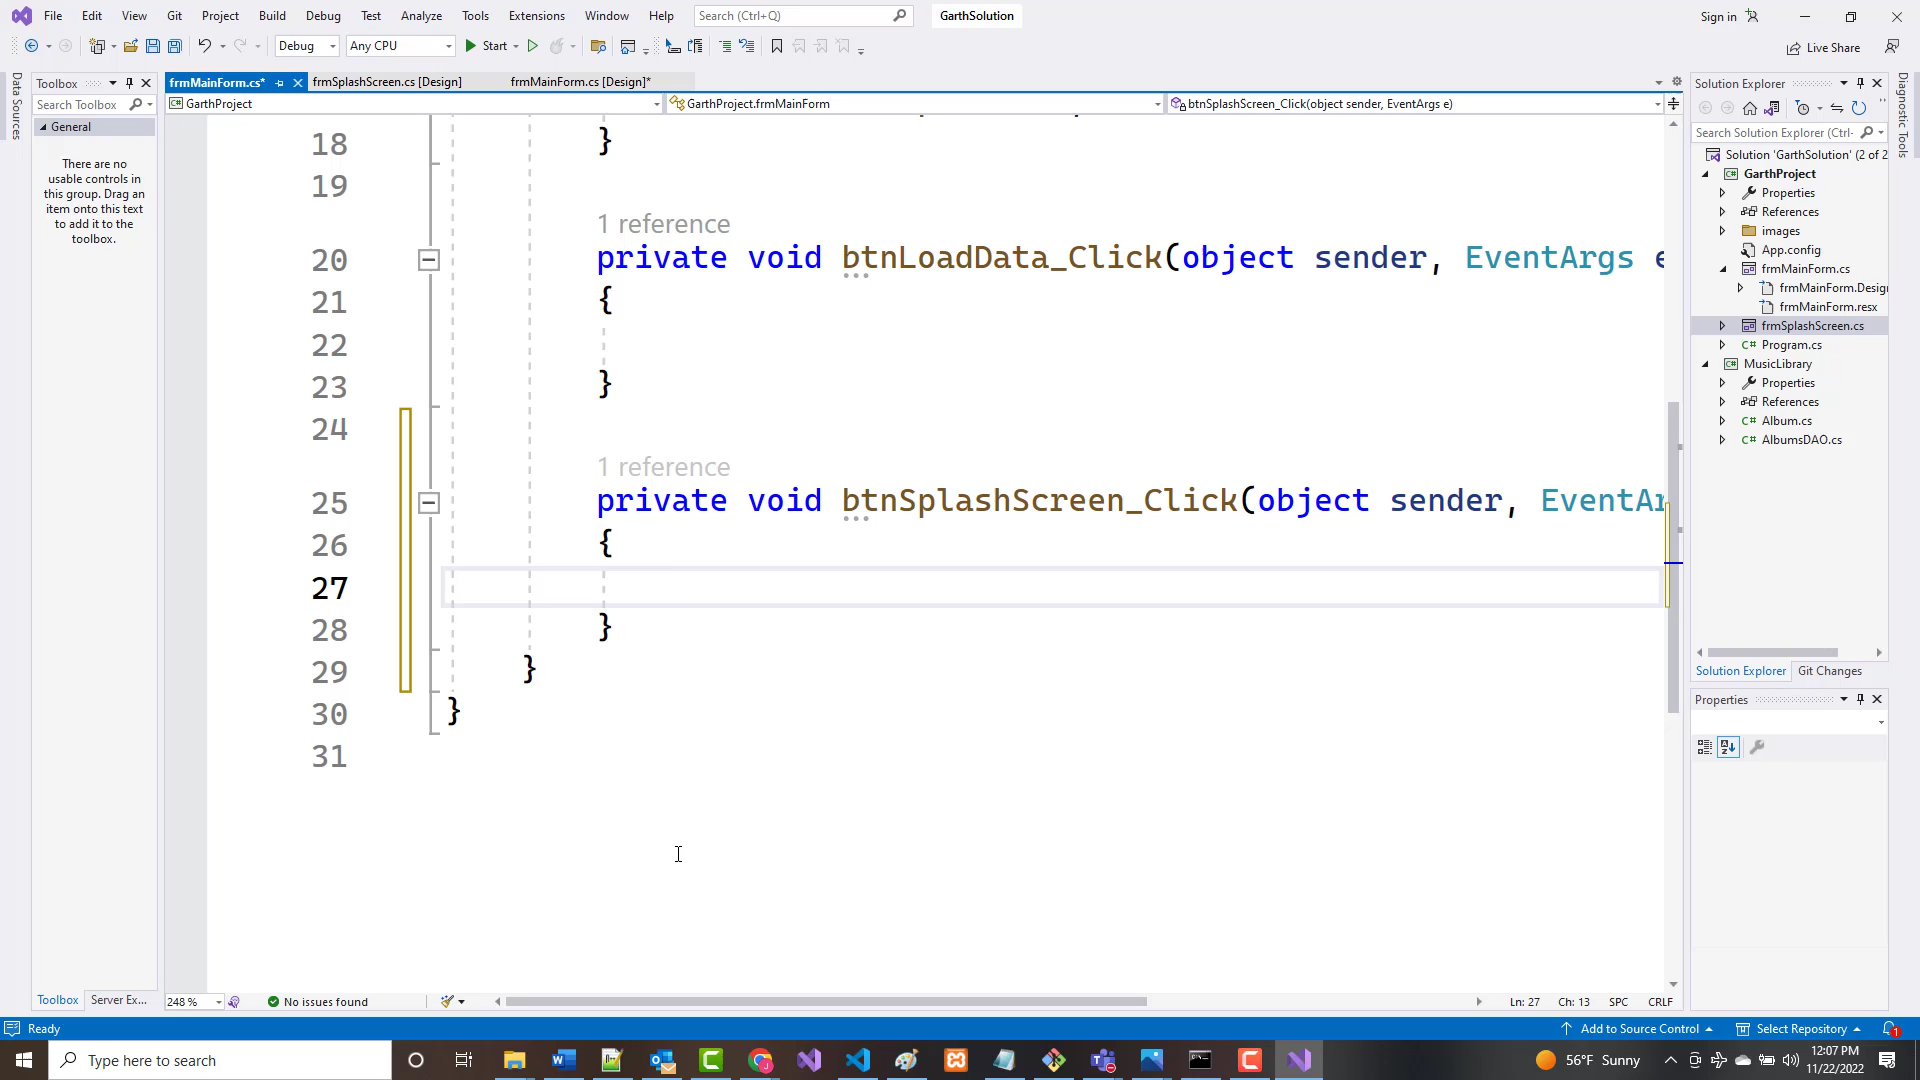 File Edit View Git Project Build Debug Test Analyze Tools Extensions Window Help Search (Ctrl+Q) GarthSolution Sign in
Debug Any CPU Start Live Share
Data Sources
Toolbox
Search Toolbox
General
There are no
usable controls in
this group. Drag an
item onto this text
to add it to the
toolbox.
frmMainForm.cs* frmSplashScreen.cs [Design] frmMainForm.cs [Design]*
GarthProject GarthProject.frmMainForm btnSplashScreen_Click(object sender, EventArgs e)
18 }
19
1 reference
20 private void btnLoadData_Click(object sender, EventArgs e
21 {
22
23 }
24
1 reference
25 private void btnSplashScreen_Click(object sender, EventAr
26 {
27
28 }
29 }
30 }
31
Solution Explorer
Search Solution Explorer (Ctrl-
Solution 'GarthSolution' (2 of 2
GarthProject
Properties
References
images
App.config
frmMainForm.cs
frmMainForm.Desig
frmMainForm.resx
frmSplashScreen.cs
C# Program.cs
C# MusicLibrary
Properties
References
C# Album.cs
C# AlbumsDAO.cs
Solution Explorer Git Changes
Properties
Diagnostic Tools
Toolbox Server Ex...
248 % No issues found Ln: 27 Ch: 13 SPC CRLF
Ready Add to Source Control Select Repository 1
Type here to search 56°F Sunny 12:07 PM
11/22/2022